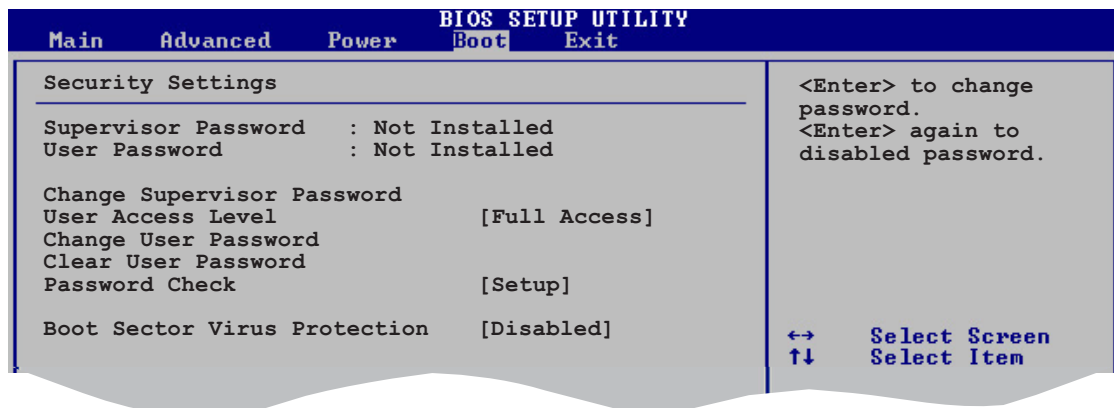 BIOS SETUP UTILITY
Main Advanced Power Boot Exit
Security Settings
Supervisor Password : Not Installed
User Password : Not Installed
Change Supervisor Password
User Access Level [Full Access]
Change User Password
Clear User Password
Password Check [Setup]
Boot Sector Virus Protection [Disabled]
<Enter> to change
password.
<Enter> again to
disabled password.
←→ Select Screen
↑↓ Select Item